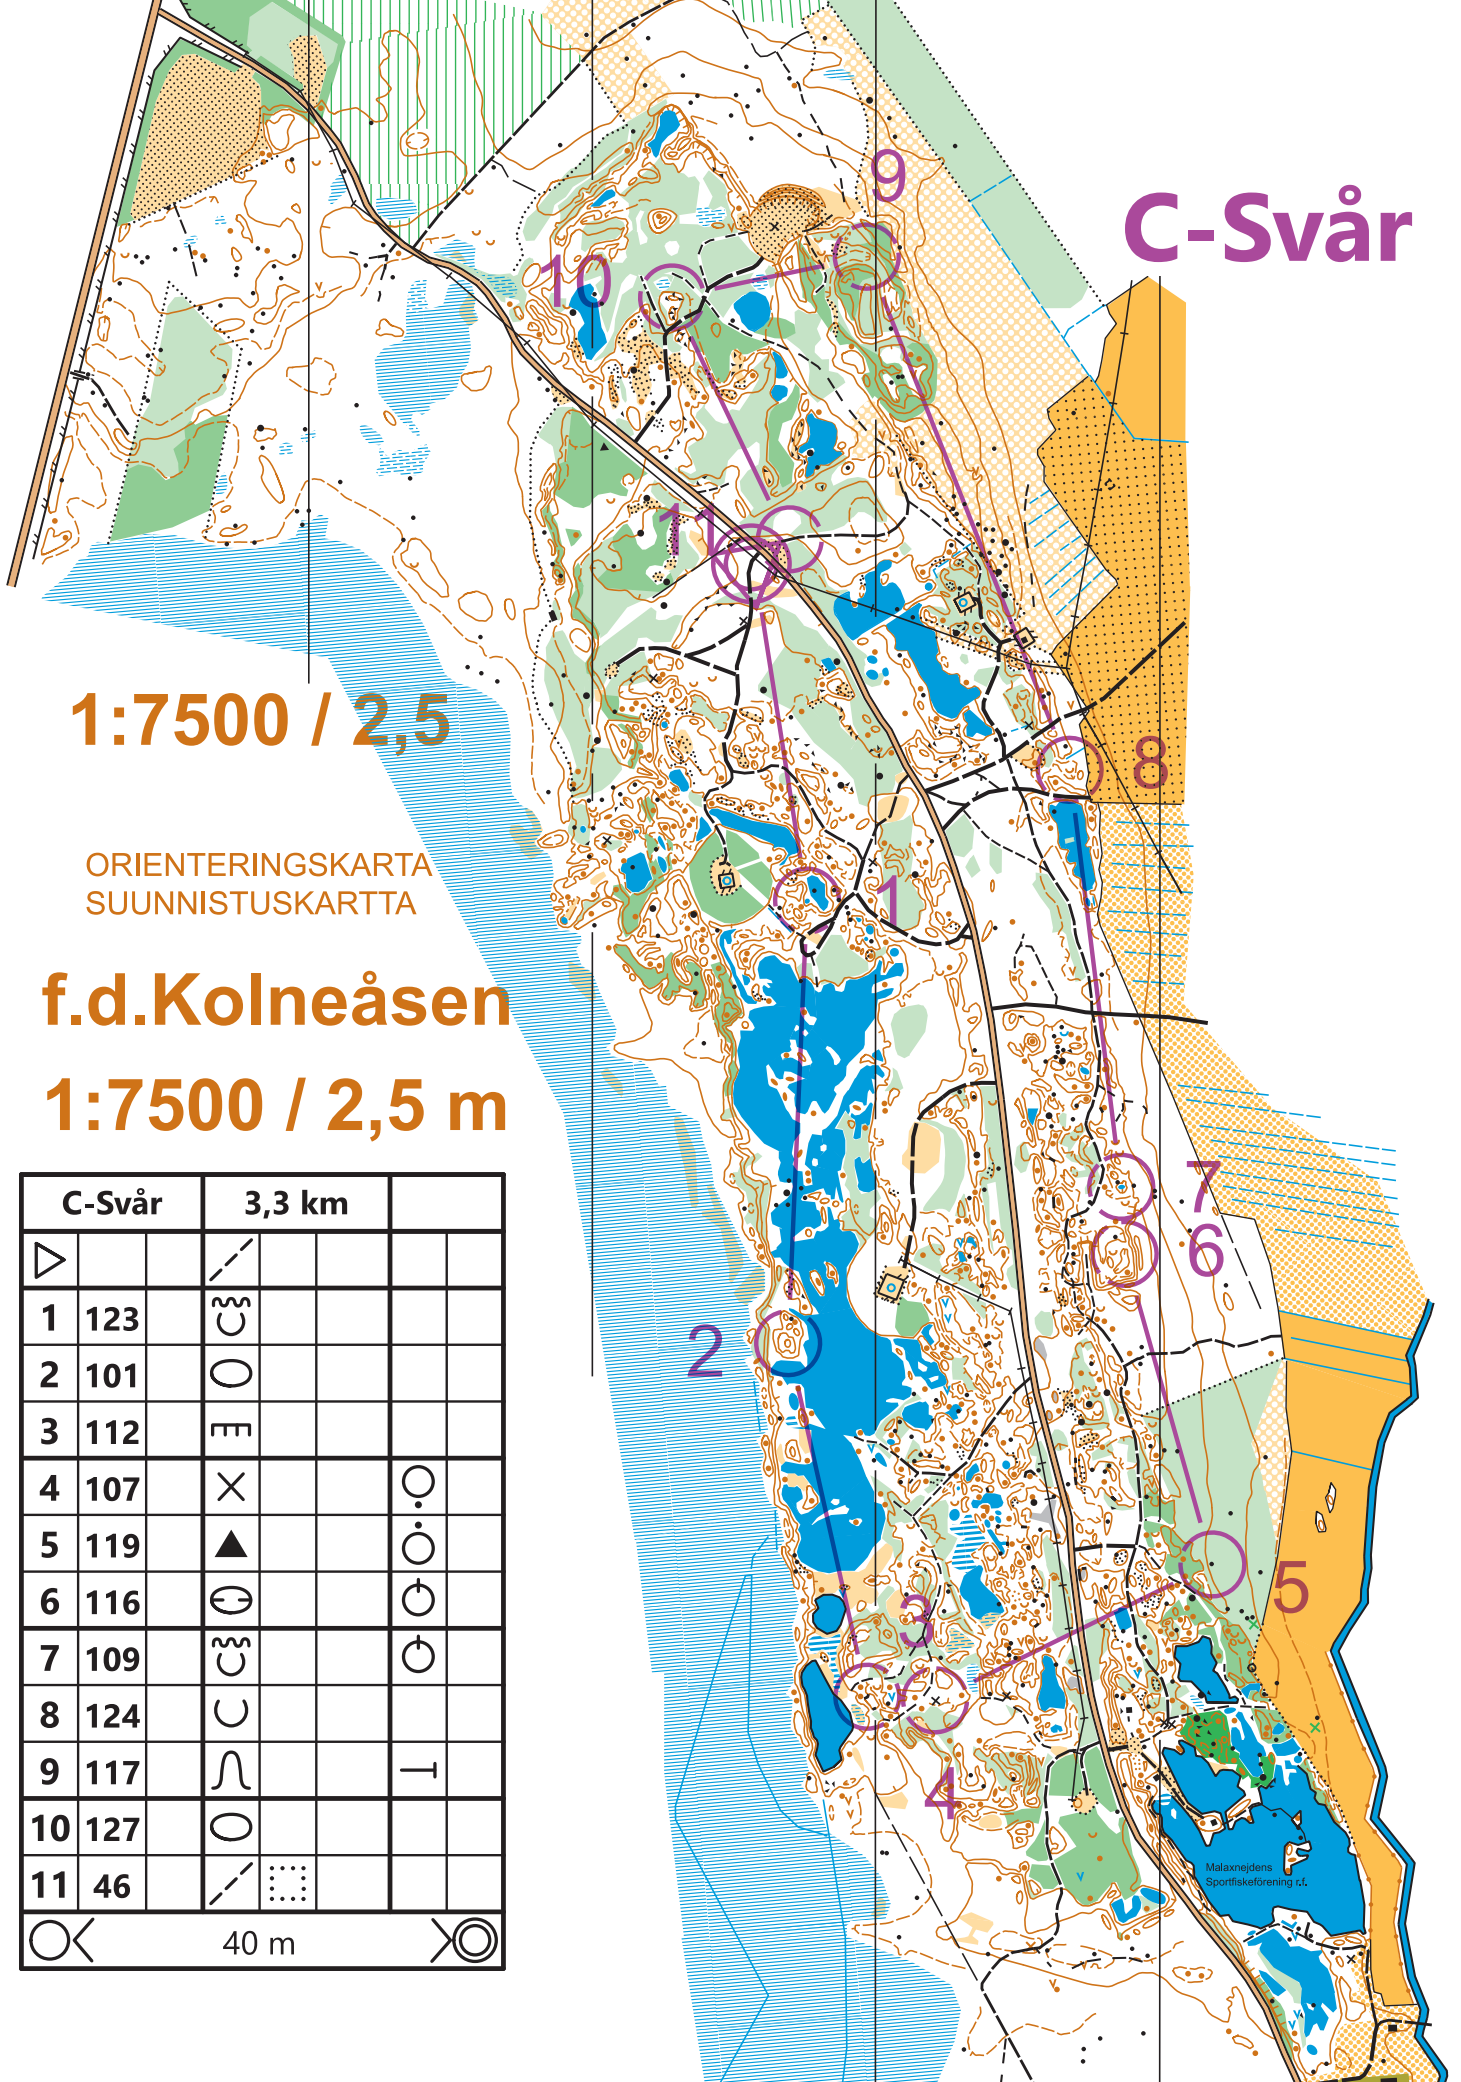 C-Svår
1:7500 / 2,5
ORIENTERINGSKARTA
SUUNNISTUSKARTTA
f.d.Kolneåsen
1:7500 / 2,5 m
C-Svår 3,3 km
1 123
2 101
3 112
4 107
5 119
6 116
7 109
8 124
9 117
10 127
11 46
40 m
9
10
11
8
1
7
6
2
5
3
4
Malaxnejdens
Sportfiskeförening r.f.